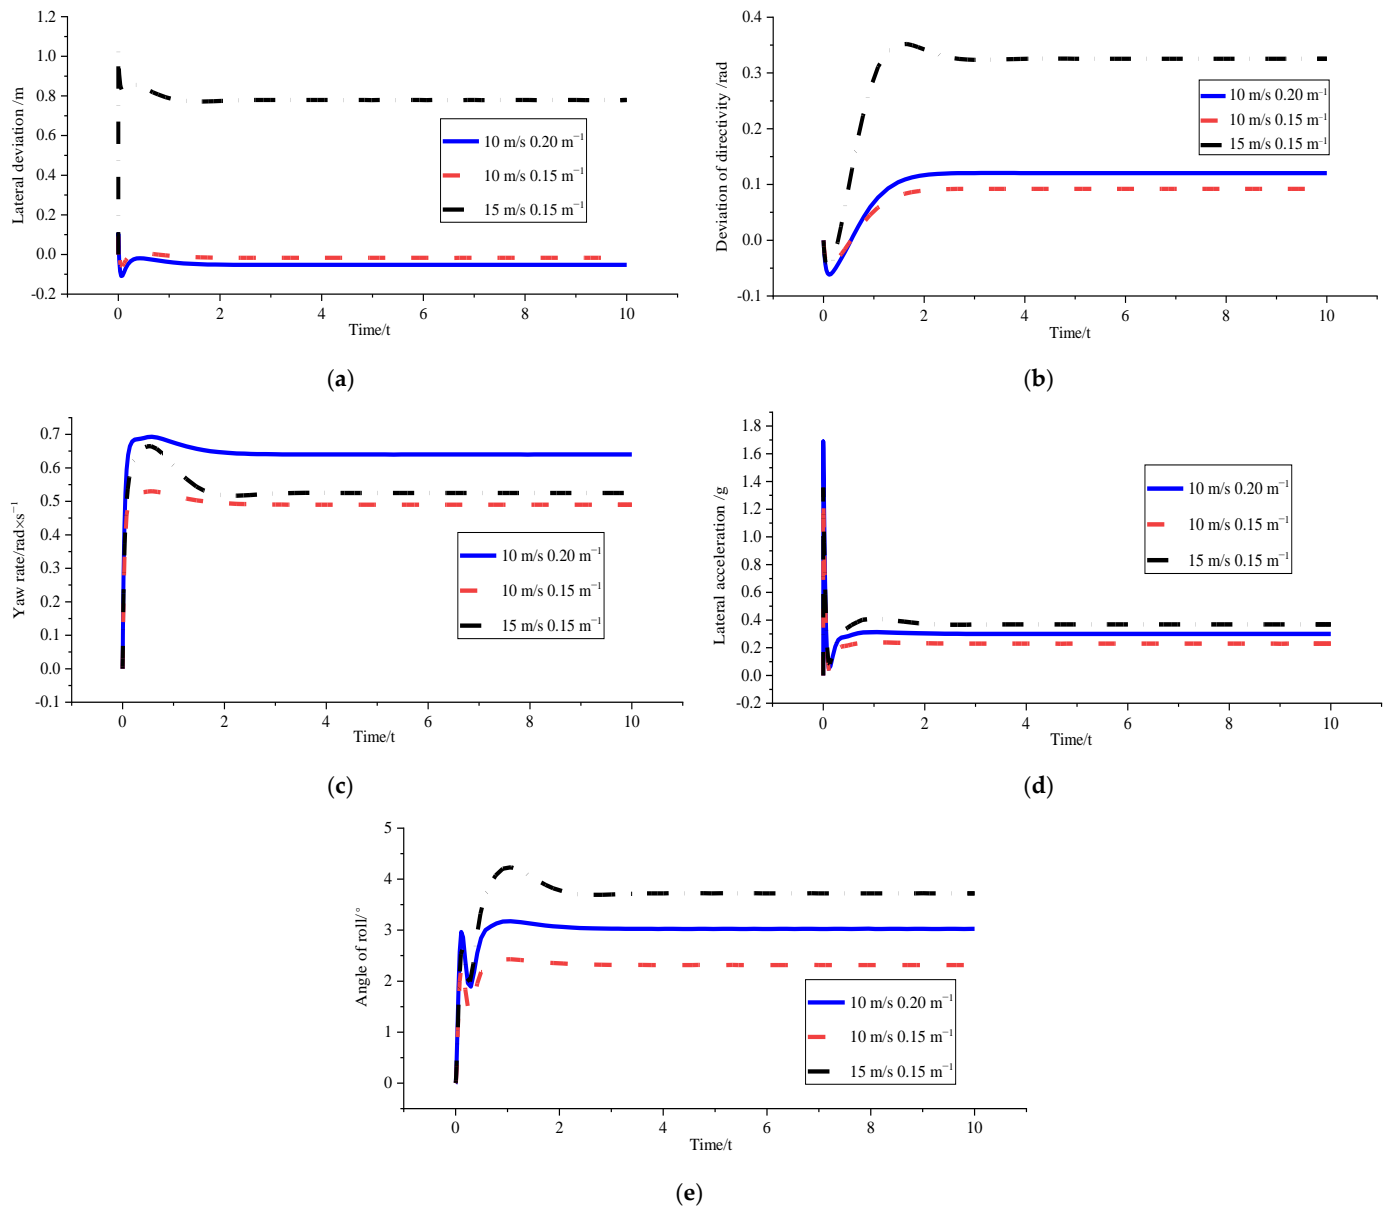 1.2
1.0
0.8
0.6
0.4
0.2
0.0
-0.2
Lateral deviation /m
10 m/s 0.20 m⁻¹
10 m/s 0.15 m⁻¹
15 m/s 0.15 m⁻¹
0 2 4 6 8 10
Time/t
(a)
0.4
0.3
0.2
0.1
0.0
-0.1
Deviation of directivity /rad
10 m/s 0.20 m⁻¹
10 m/s 0.15 m⁻¹
15 m/s 0.15 m⁻¹
0 2 4 6 8 10
Time/t
(b)
0.7
0.6
0.5
0.4
0.3
0.2
0.1
0.0
-0.1
Yaw rate/rad×s⁻¹
10 m/s 0.20 m⁻¹
10 m/s 0.15 m⁻¹
15 m/s 0.15 m⁻¹
0 2 4 6 8 10
Time/t
(c)
1.8
1.6
1.4
1.2
1.0
0.8
0.6
0.4
0.2
0.0
-0.2
Lateral acceleration /g
10 m/s 0.20 m⁻¹
10 m/s 0.15 m⁻¹
15 m/s 0.15 m⁻¹
0 2 4 6 8 10
Time/t
(d)
5
4
3
2
1
0
Angle of roll/°
10 m/s 0.20 m⁻¹
10 m/s 0.15 m⁻¹
15 m/s 0.15 m⁻¹
0 2 4 6 8 10
Time/t
(e)